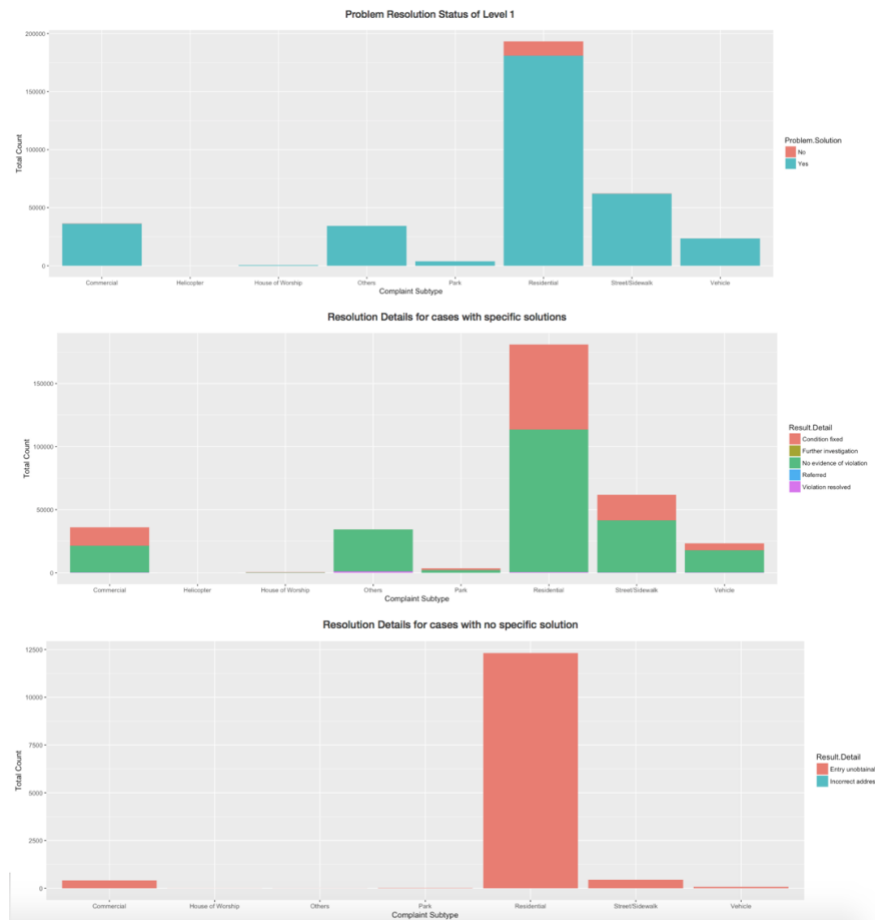 Problem Resolution Status of Level 1
200000
150000
100000
50000
0
Total Count
Commercial Helicopter House of Worship Others Park Residential Street/Sidewalk Vehicle
Complaint Subtype
Problem.Solution
No
Yes
Resolution Details for cases with specific solutions
150000
100000
50000
0
Total Count
Commercial Helicopter House of Worship Others Park Residential Street/Sidewalk Vehicle
Complaint Subtype
Result.Detail
Condition fixed
Further investigation
No evidence of violation
Referred
Violation resolved
Resolution Details for cases with no specific solution
12500
10000
7500
5000
2500
0
Total Count
Commercial House of Worship Others Park Residential Street/Sidewalk Vehicle
Complaint Subtype
Result.Detail
Entry unobtainal
Incorrect addres